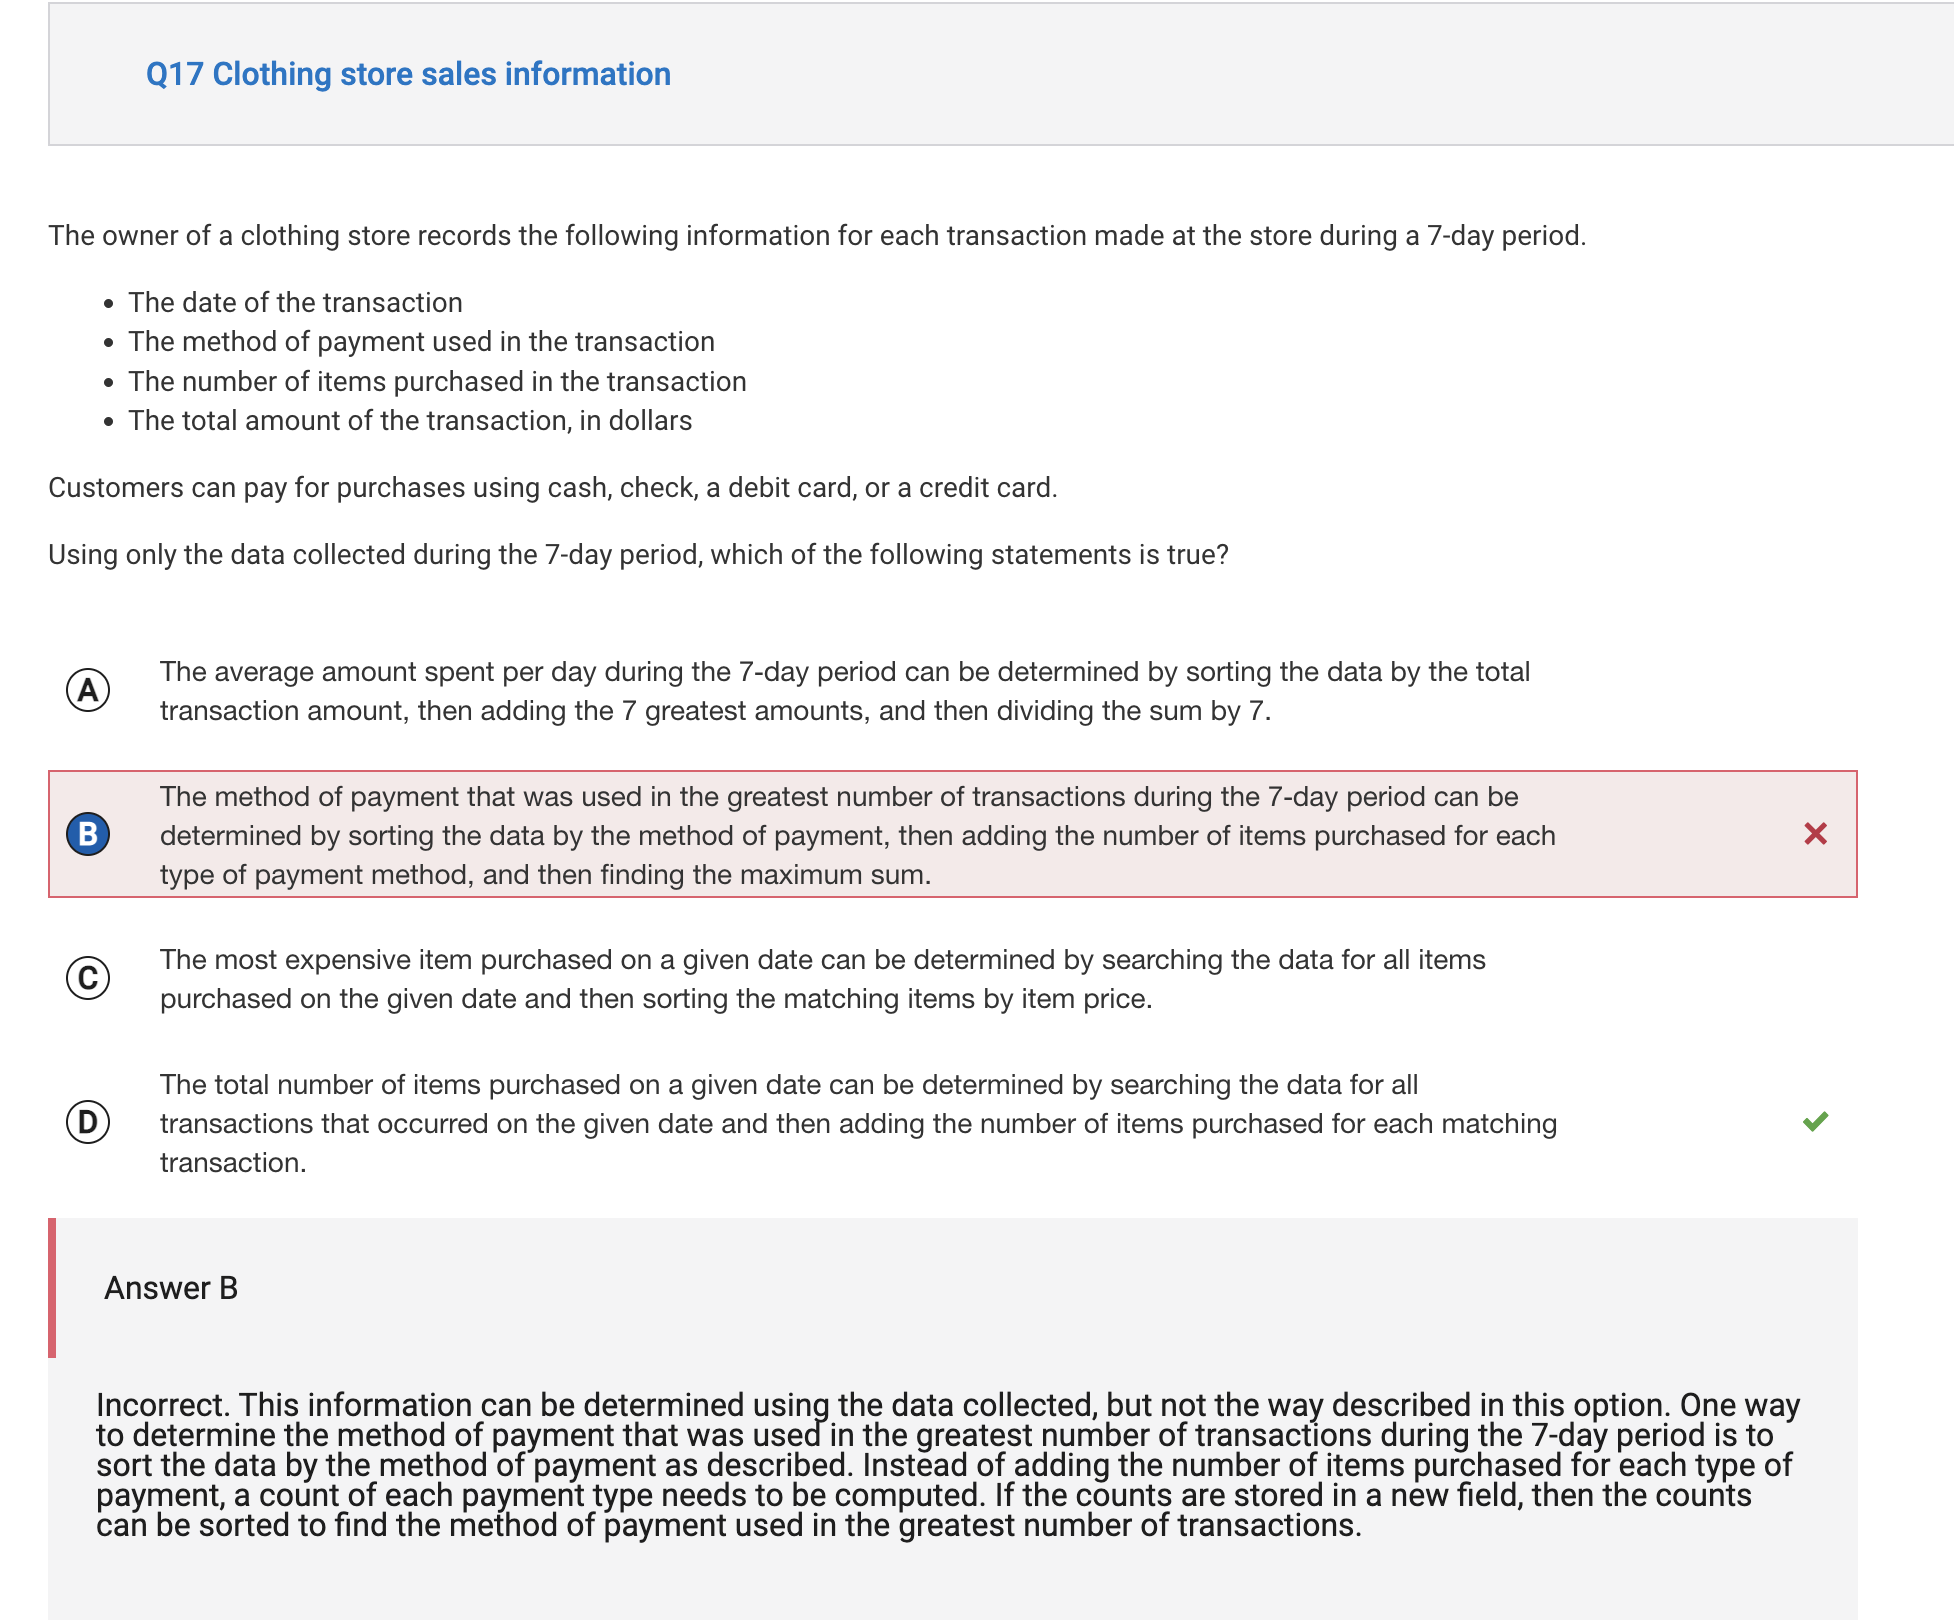 Q17 Clothing store sales information
The owner of a clothing store records the following information for each transaction made at the store during a 7-day period.
• The date of the transaction
• The method of payment used in the transaction
• The number of items purchased in the transaction
• The total amount of the transaction, in dollars
Customers can pay for purchases using cash, check, a debit card, or a credit card.
Using only the data collected during the 7-day period, which of the following statements is true?
A
The average amount spent per day during the 7-day period can be determined by sorting the data by the total
transaction amount, then adding the 7 greatest amounts, and then dividing the sum by 7.
B
The method of payment that was used in the greatest number of transactions during the 7-day period can be
determined by sorting the data by the method of payment, then adding the number of items purchased for each
type of payment method, and then finding the maximum sum.
C
The most expensive item purchased on a given date can be determined by searching the data for all items
purchased on the given date and then sorting the matching items by item price.
D
The total number of items purchased on a given date can be determined by searching the data for all
transactions that occurred on the given date and then adding the number of items purchased for each matching
transaction.
Answer B
Incorrect. This information can be determined using the data collected, but not the way described in this option. One way
to determine the method of payment that was used in the greatest number of transactions during the 7-day period is to
sort the data by the method of payment as described. Instead of adding the number of items purchased for each type of
payment, a count of each payment type needs to be computed. If the counts are stored in a new field, then the counts
can be sorted to find the method of payment used in the greatest number of transactions.